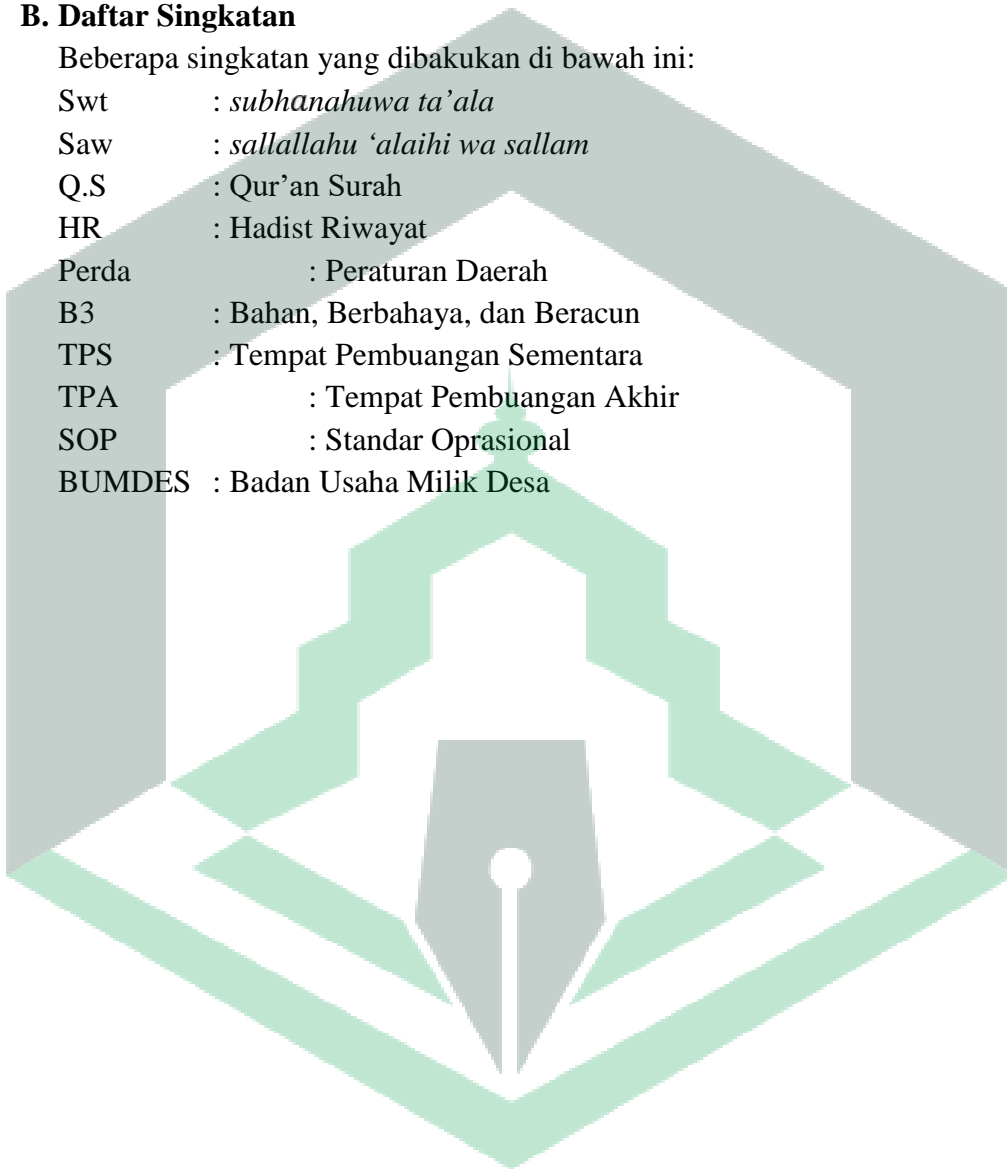 B. Daftar Singkatan
Beberapa singkatan yang dibakukan di bawah ini:
Swt : subhanahuwa ta’ala
Saw : sallallahu ‘alaihi wa sallam
Q.S : Qur’an Surah
HR : Hadist Riwayat
Perda : Peraturan Daerah
B3 : Bahan, Berbahaya, dan Beracun
TPS : Tempat Pembuangan Sementara
TPA : Tempat Pembuangan Akhir
SOP : Standar Oprasional
BUMDES : Badan Usaha Milik Desa